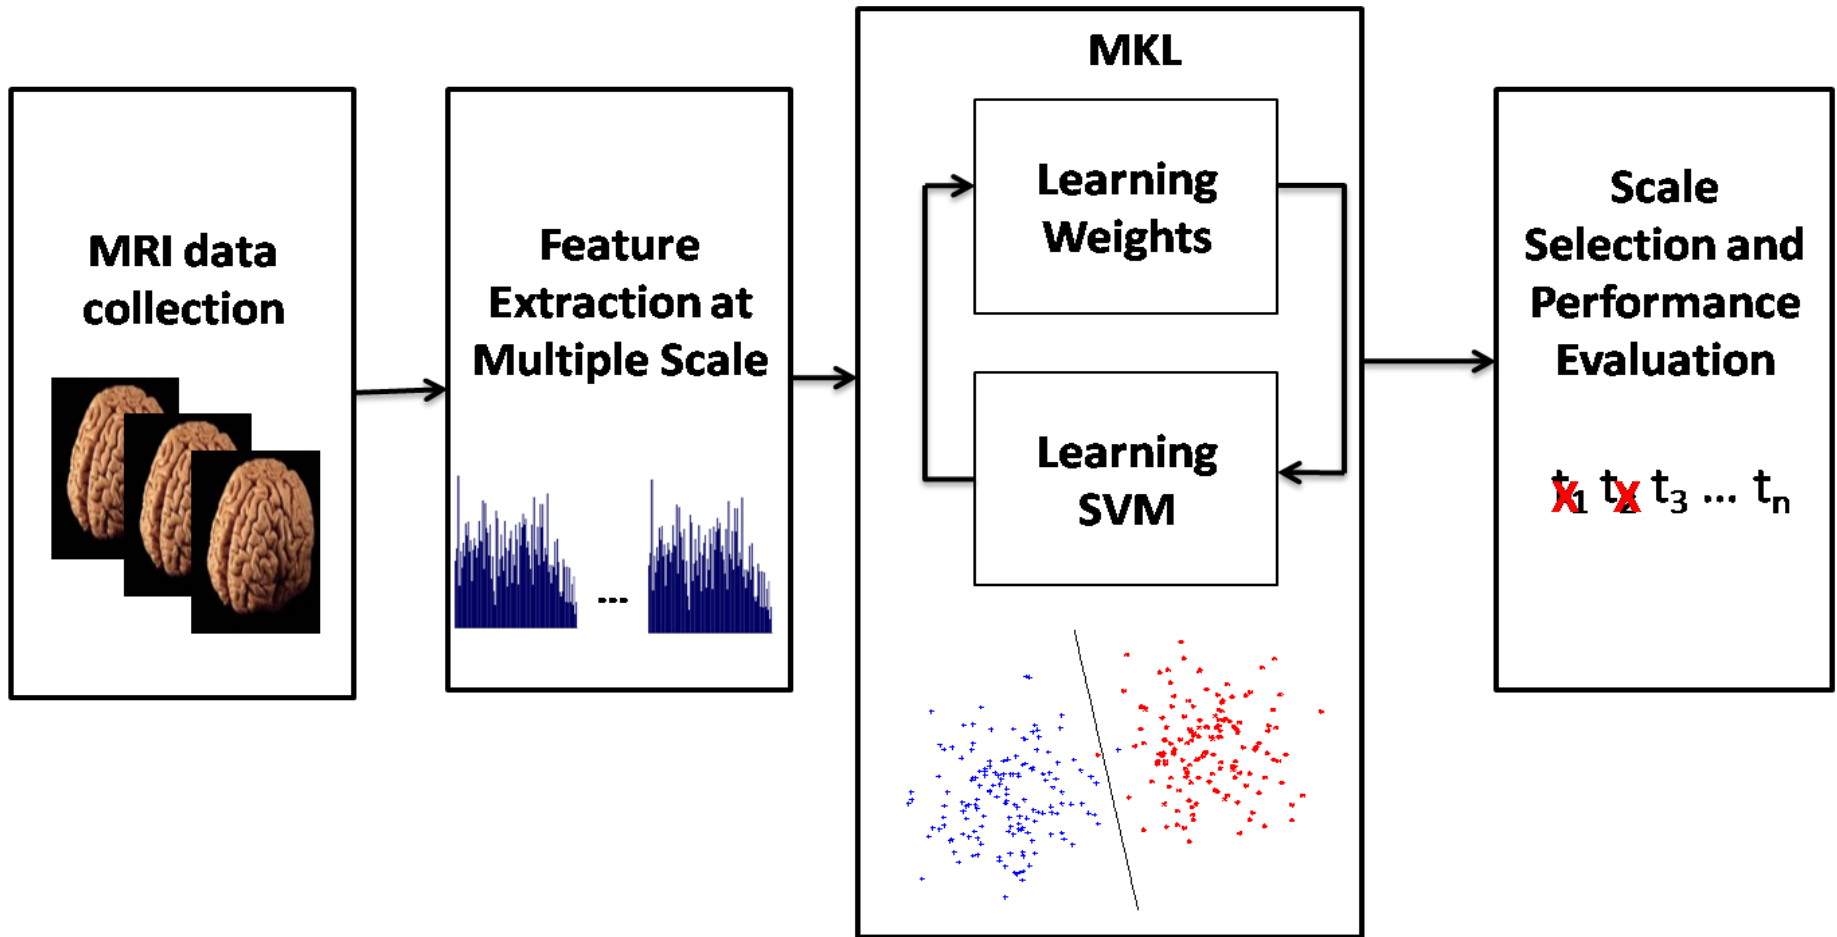 MRI data
collection
Feature
Extraction at
Multiple Scale
...
MKL
Learning
Weights
Learning
SVM
Scale
Selection and
Performance
Evaluation
t₁ t₂ t₃ ... tₙ